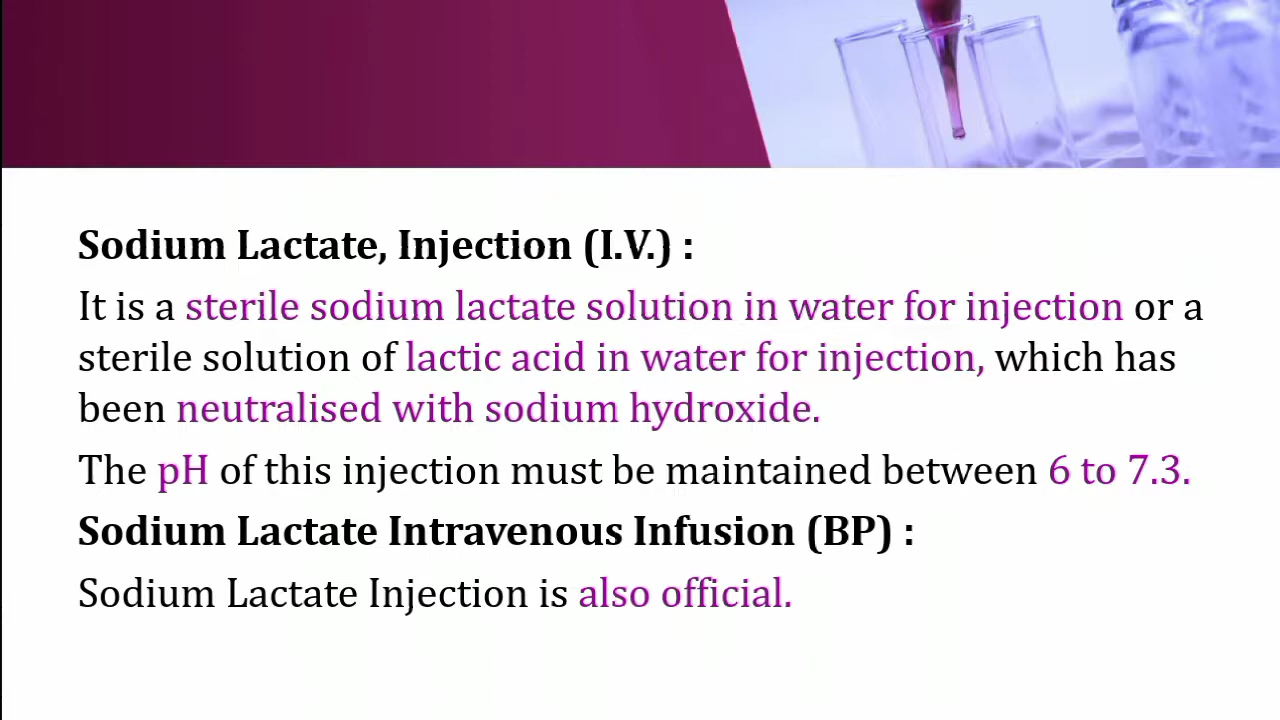 Sodium Lactate, Injection (I.V.) :
It is a sterile sodium lactate solution in water for injection or a
sterile solution of lactic acid in water for injection, which has
been neutralised with sodium hydroxide.
The pH of this injection must be maintained between 6 to 7.3.
Sodium Lactate Intravenous Infusion (BP) :
Sodium Lactate Injection is also official.